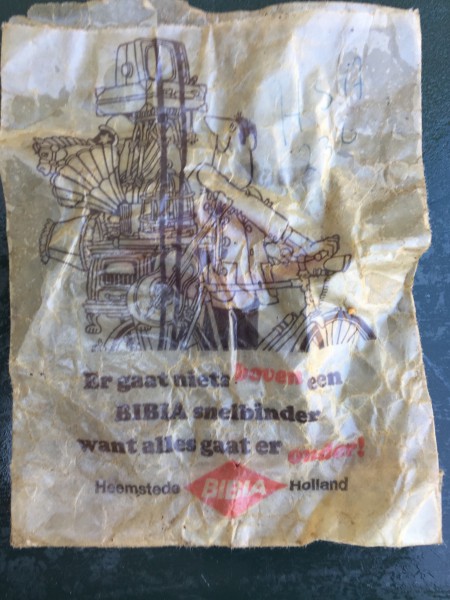 Er gaat niets boven een
BIBIA snelbinder
want alles gaat er onder!
Heemstede BIBIA Holland